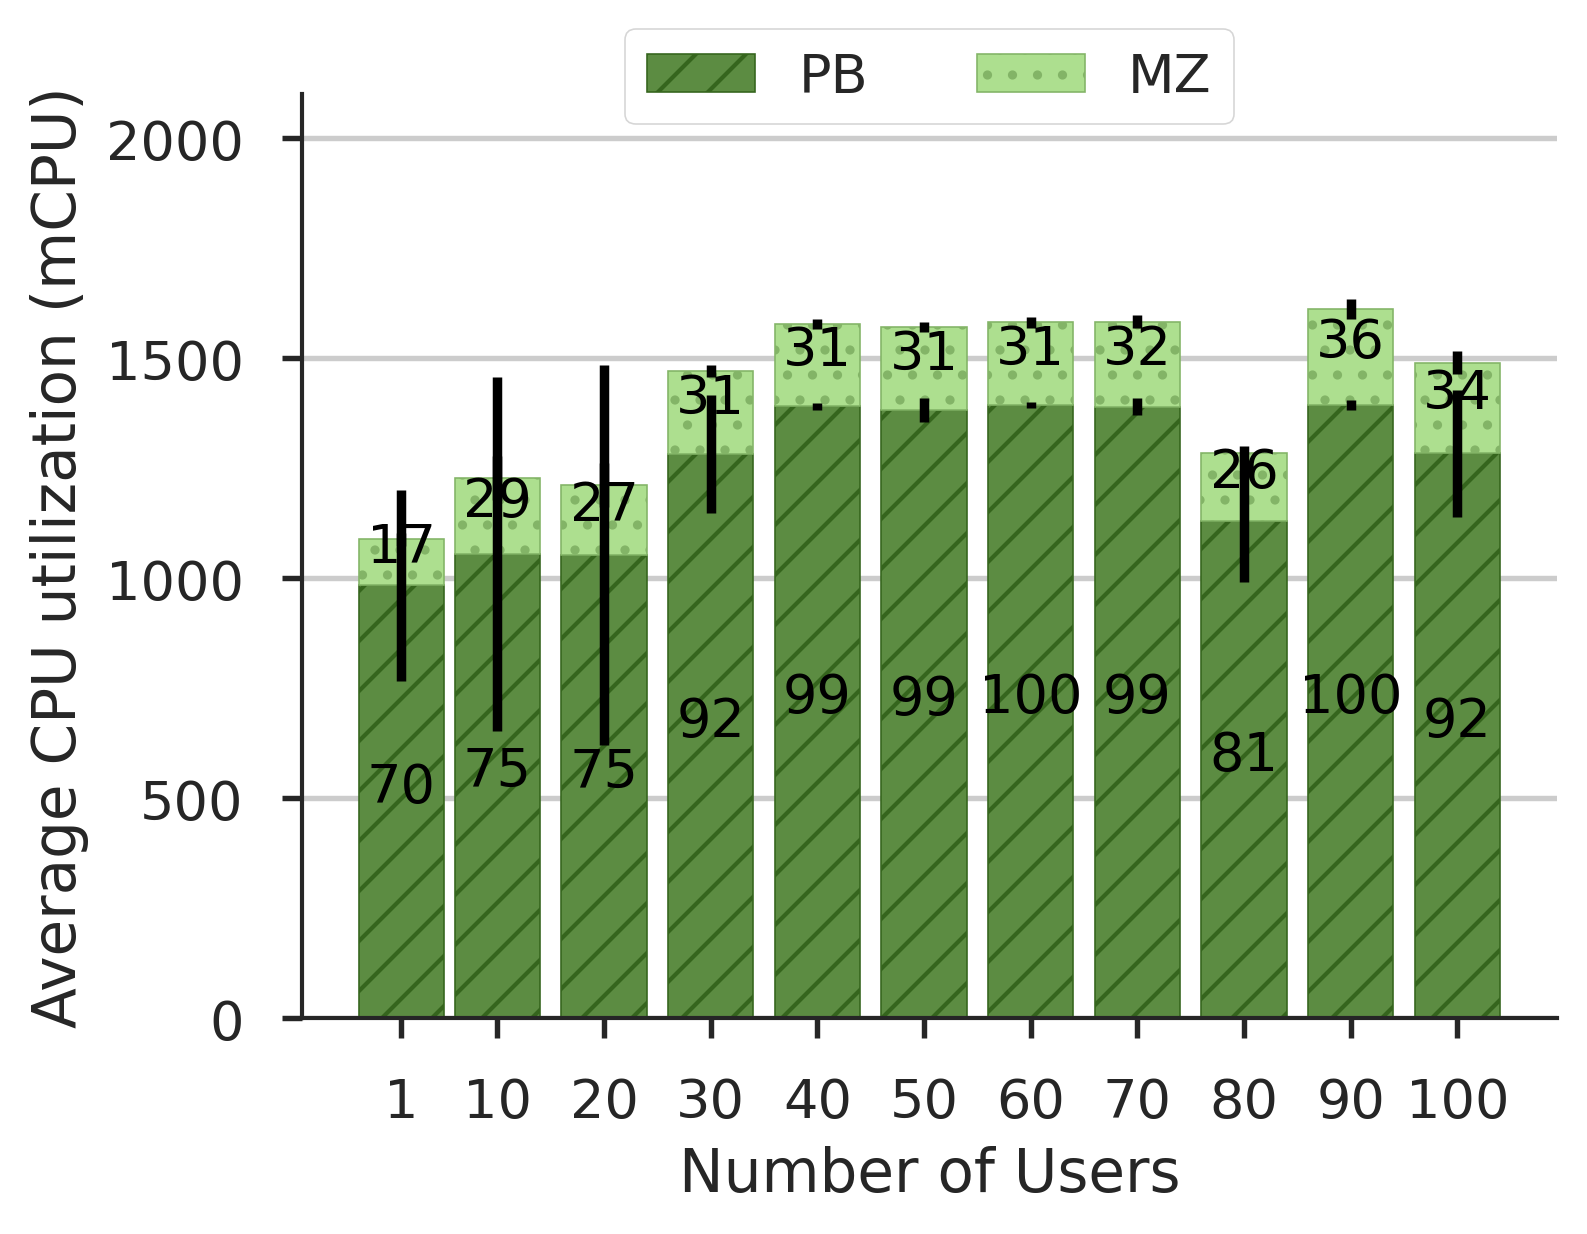 PB MZ
Average CPU utilization (mCPU)
2000
1500
1000
500
0
17 29 27 31 31 31 31 32 26 36 34
70 75 75 92 99 99 100 99 81 100 92
1 10 20 30 40 50 60 70 80 90 100
Number of Users